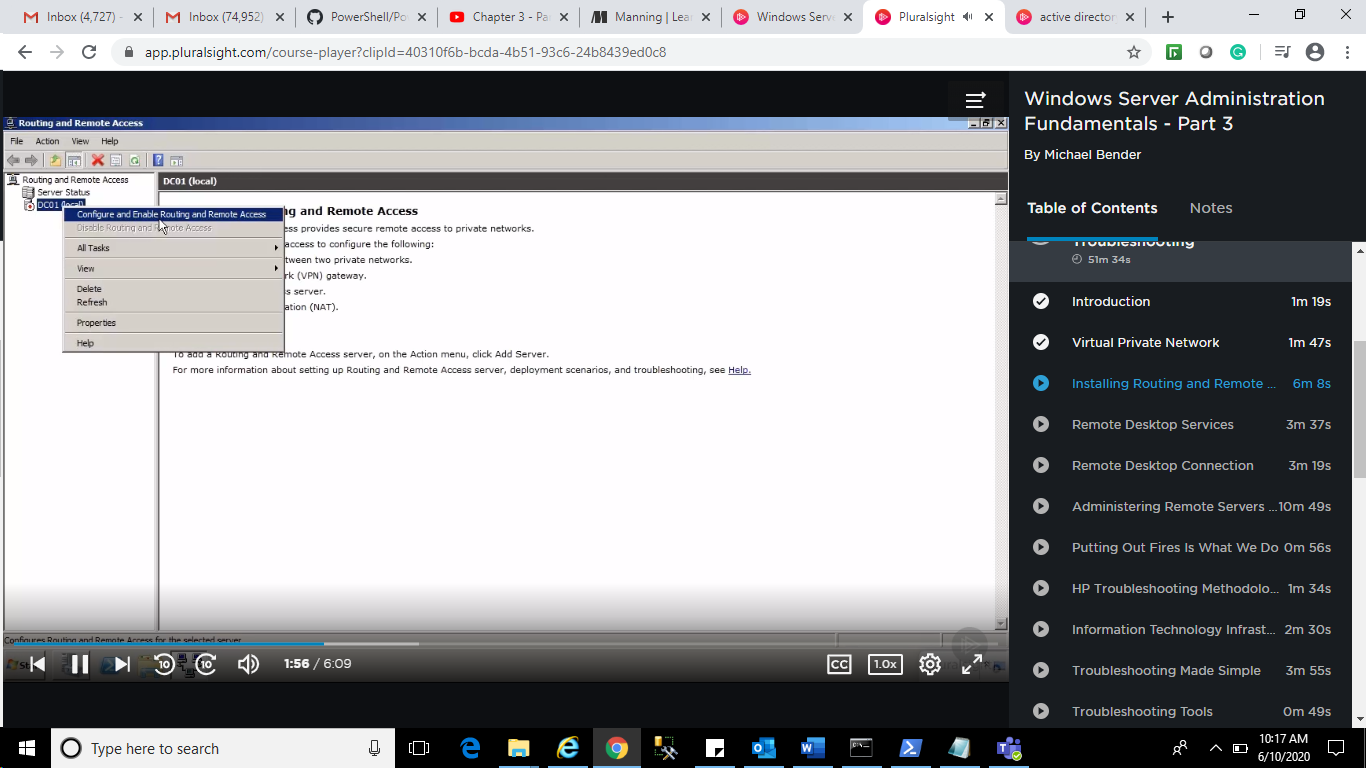 Inbox (4,727) -
Inbox (74,952)
PowerShell/Po
Chapter 3 - Pa
Manning | Lea
Windows Serv
Pluralsight
active director
app.pluralsight.com/course-player?clipId=40310f6b-bcda-4b51-93c6-24b8439ed0c8
Routing and Remote Access
File Action View Help
Routing and Remote Access
Server Status
DC01 (local)
DC01 (local)
Configure and Enable Routing and Remote Access
Disable Routing and Remote Access
All Tasks
View
Delete
Refresh
Properties
Help
ng and Remote Access
ess provides secure remote access to private networks.
access to configure the following:
etween two private networks.
rk (VPN) gateway.
ss server.
ation (NAT).
To add a Routing and Remote Access server, on the Action menu, click Add Server.
For more information about setting up Routing and Remote Access server, deployment scenarios, and troubleshooting, see Help.
Configures Routing and Remote Access for the selected server
10 10 1:56 / 6:09 CC 1.0x
Windows Server Administration
Fundamentals - Part 3
By Michael Bender
Table of Contents Notes
Troubleshooting
51m 34s
Introduction 1m 19s
Virtual Private Network 1m 47s
Installing Routing and Remote ... 6m 8s
Remote Desktop Services 3m 37s
Remote Desktop Connection 3m 19s
Administering Remote Servers ... 10m 49s
Putting Out Fires Is What We Do 0m 56s
HP Troubleshooting Methodolo... 1m 34s
Information Technology Infrast... 2m 30s
Troubleshooting Made Simple 3m 55s
Troubleshooting Tools 0m 49s
Type here to search
10:17 AM
6/10/2020